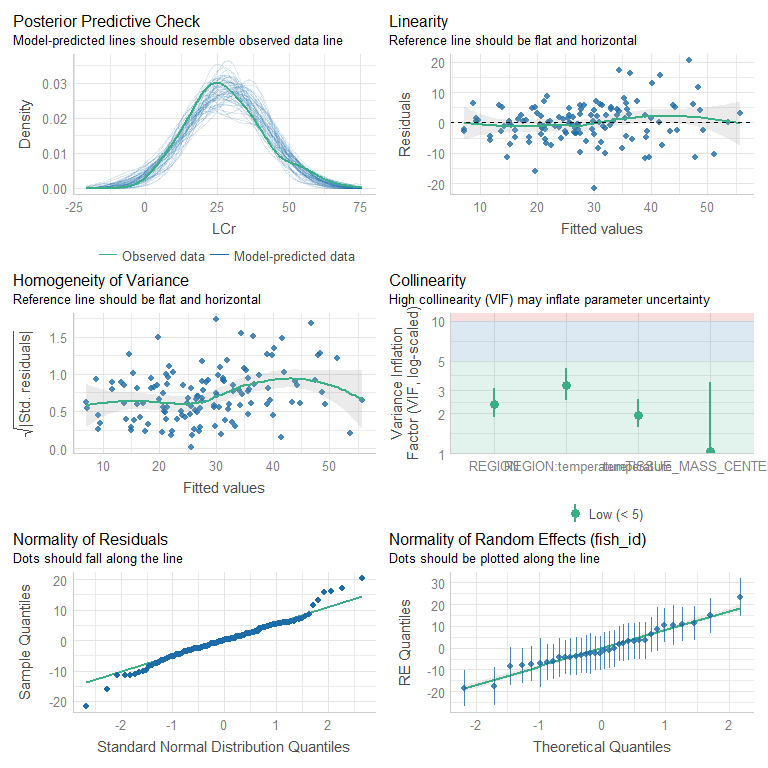 Posterior Predictive Check
Model-predicted lines should resemble observed data line
Density
0.03
0.02
0.01
0.00
-25
0
25
50
75
LCr
Observed data
Model-predicted data
Linearity
Reference line should be flat and horizontal
Residuals
20
10
0
-10
-20
10
20
30
40
50
Fitted values
Homogeneity of Variance
Reference line should be flat and horizontal
√|Std. residuals|
1.5
1.0
0.5
0.0
10
20
30
40
50
Fitted values
Collinearity
High collinearity (VIF) may inflate parameter uncertainty
Variance Inflation
Factor (VIF, log-scaled)
10
5
3
2
1
REGION
REGION:temperature
temperature
TISSUE_MASS_CENTE
Low (< 5)
Normality of Residuals
Dots should fall along the line
Sample Quantiles
20
10
0
-10
-20
-2
-1
0
1
2
Standard Normal Distribution Quantiles
Normality of Random Effects (fish_id)
Dots should be plotted along the line
RE Quantiles
30
20
10
0
-10
-20
-2
-1
0
1
2
Theoretical Quantiles